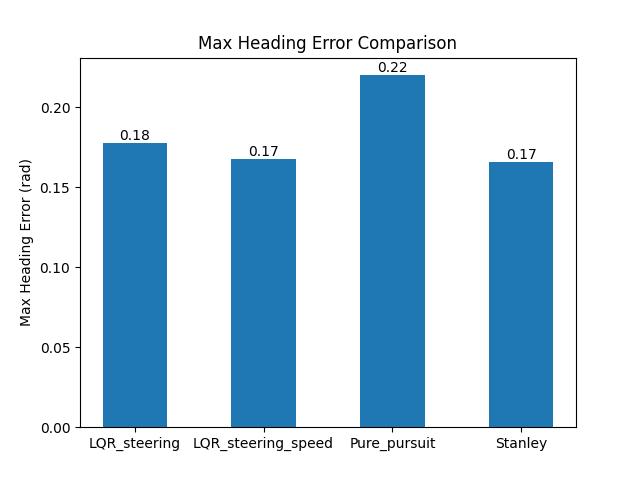 Max Heading Error Comparison
Max Heading Error (rad)
0.20
0.15
0.10
0.05
0.00
0.18
0.17
0.22
0.17
LQR_steering
LQR_steering_speed
Pure_pursuit
Stanley